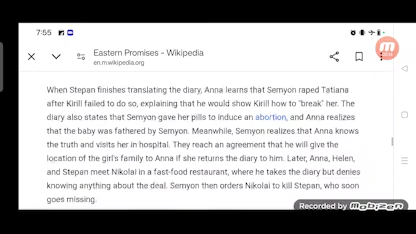 7:55
Eastern Promises - Wikipedia
en.m.wikipedia.org
When Stepan finishes translating the diary, Anna learns that Semyon raped Tatiana
after Kirill failed to do so, explaining that he would show Kirill how to "break" her. The
diary also states that Semyon gave her pills to induce an abortion, and Anna realizes
that the baby was fathered by Semyon. Meanwhile, Semyon realizes that Anna knows
the truth and visits her in hospital. They reach an agreement that he will give the
location of the girl's family to Anna if she returns the diary to him. Later, Anna, Helen,
and Stepan meet Nikolai in a fast-food restaurant, where he takes the diary but denies
knowing anything about the deal. Semyon then orders Nikolai to kill Stepan, who soon
goes missing.
Recorded by mobizen